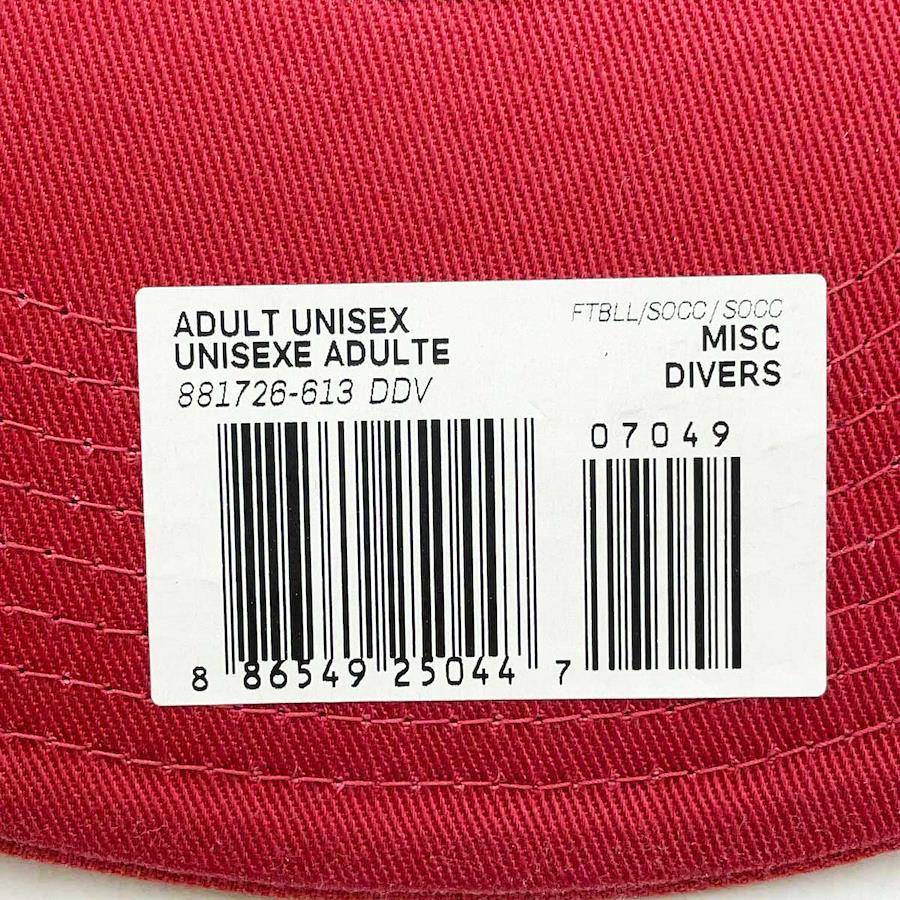 ADULT UNISEX
UNISEXE ADULTE
881726-613 DDV
FTBLL/SOCC/SOCC
MISC
DIVERS
07049
8 86549 25044 7